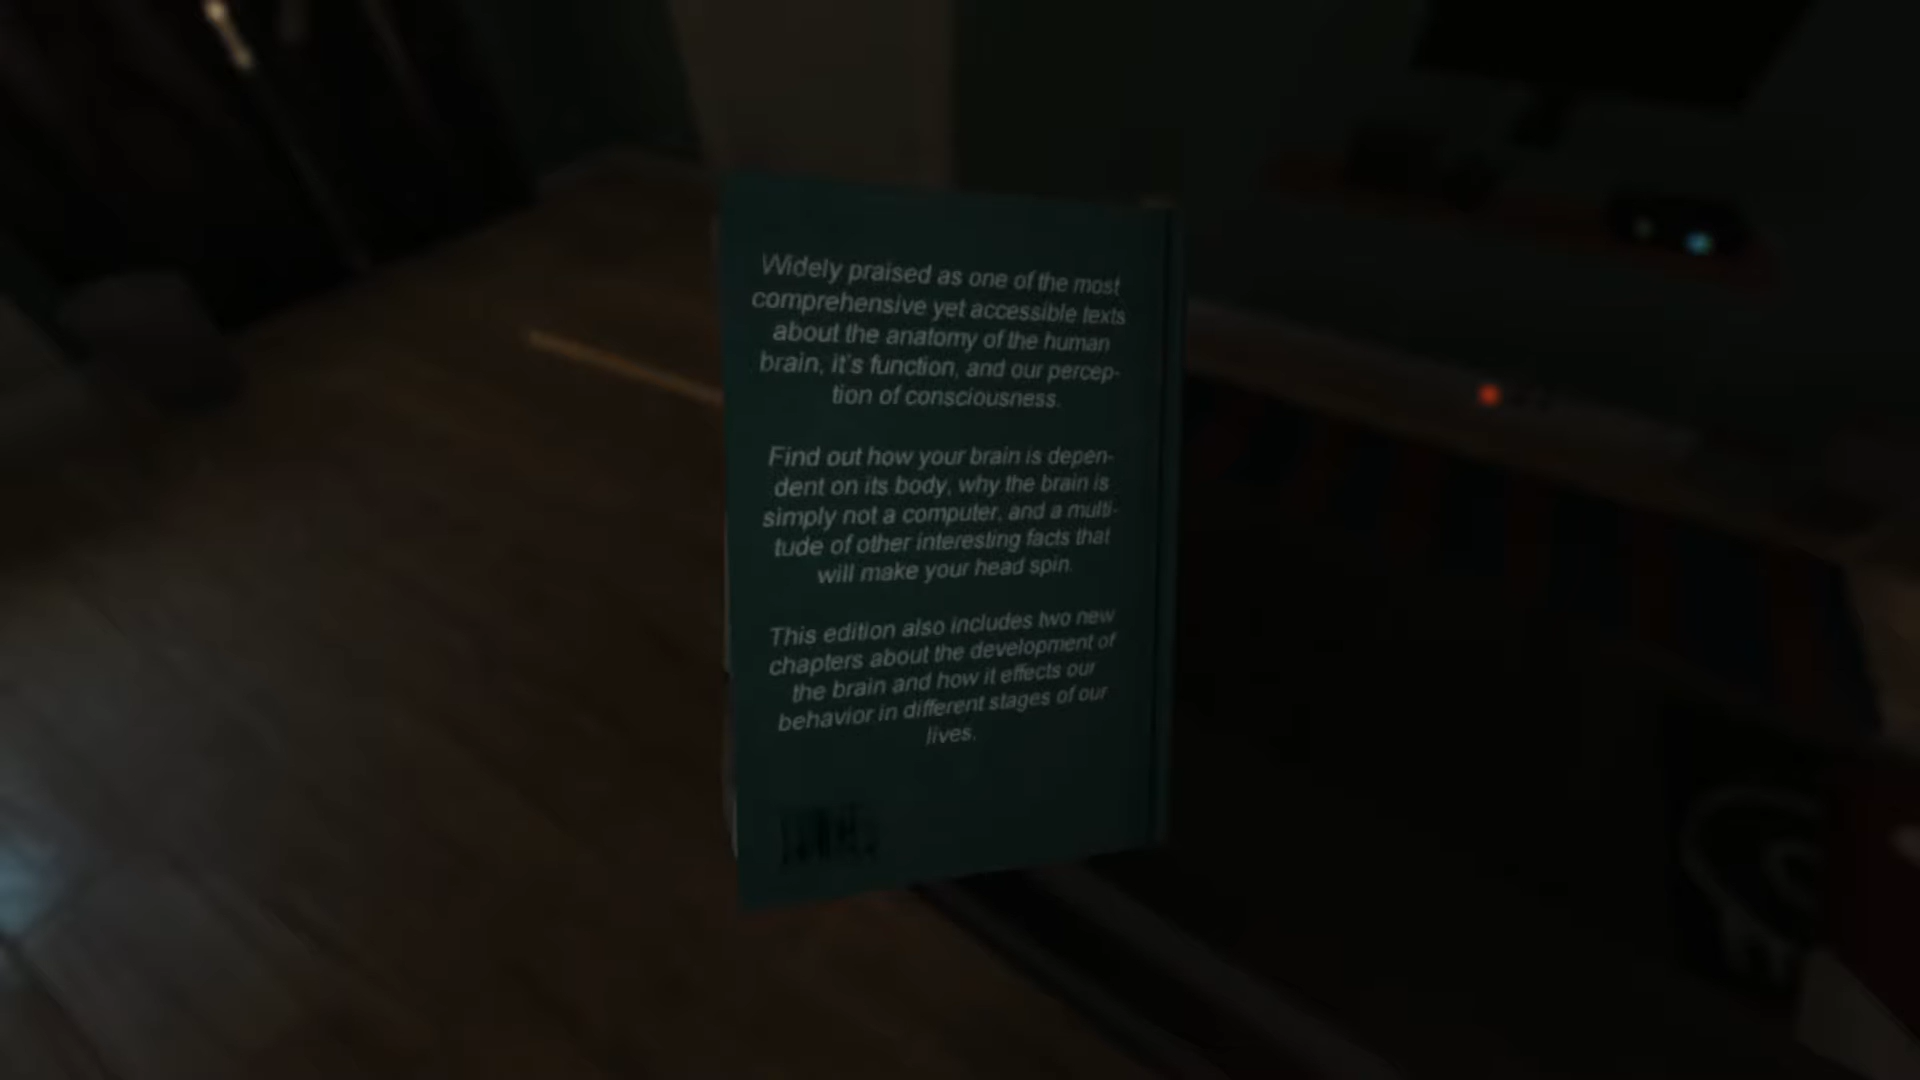 Widely praised as one of the most
comprehensive yet accessible texts
about the anatomy of the human
brain, it's function, and our percep-
tion of consciousness.
Find out how your brain is depen-
dent on its body, why the brain is
simply not a computer, and a multi-
tude of other interesting facts that
will make your head spin.
This edition also includes two new
chapters about the development of
the brain and how it effects our
behavior in different stages of our
lives.